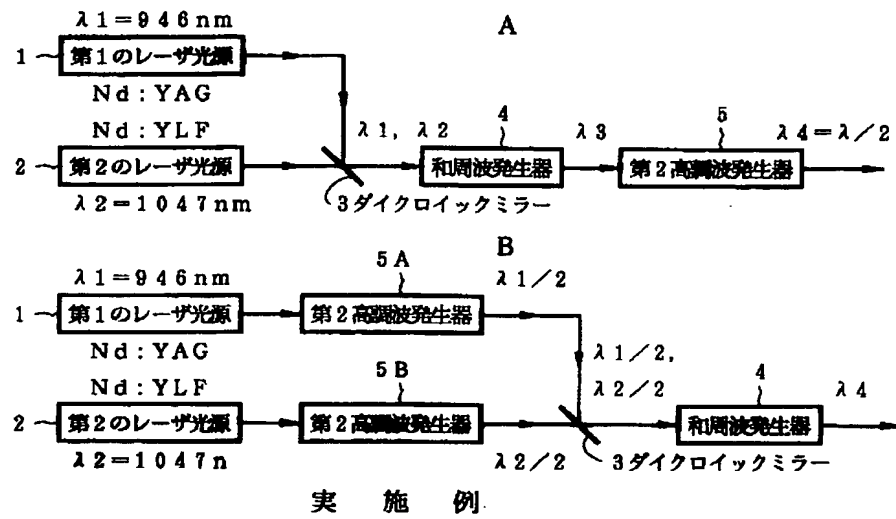 A
λ1=946nm
1 第1のレーザ光源
Nd:YAG
Nd:YLF
2 第2のレーザ光源
λ2=1047nm
3ダイクロイックミラー
λ1, λ2
4
和周波発生器
λ3
5
第2高調波発生器
λ4=λ/2
B
λ1=946nm
1 第1のレーザ光源
Nd:YAG
5A
第2高調波発生器
λ1/2
Nd:YLF
2 第2のレーザ光源
λ2=1047n
5B
第2高調波発生器
λ2/2
λ1/2,
λ2/2
3ダイクロイックミラー
4
和周波発生器
λ4
実施例